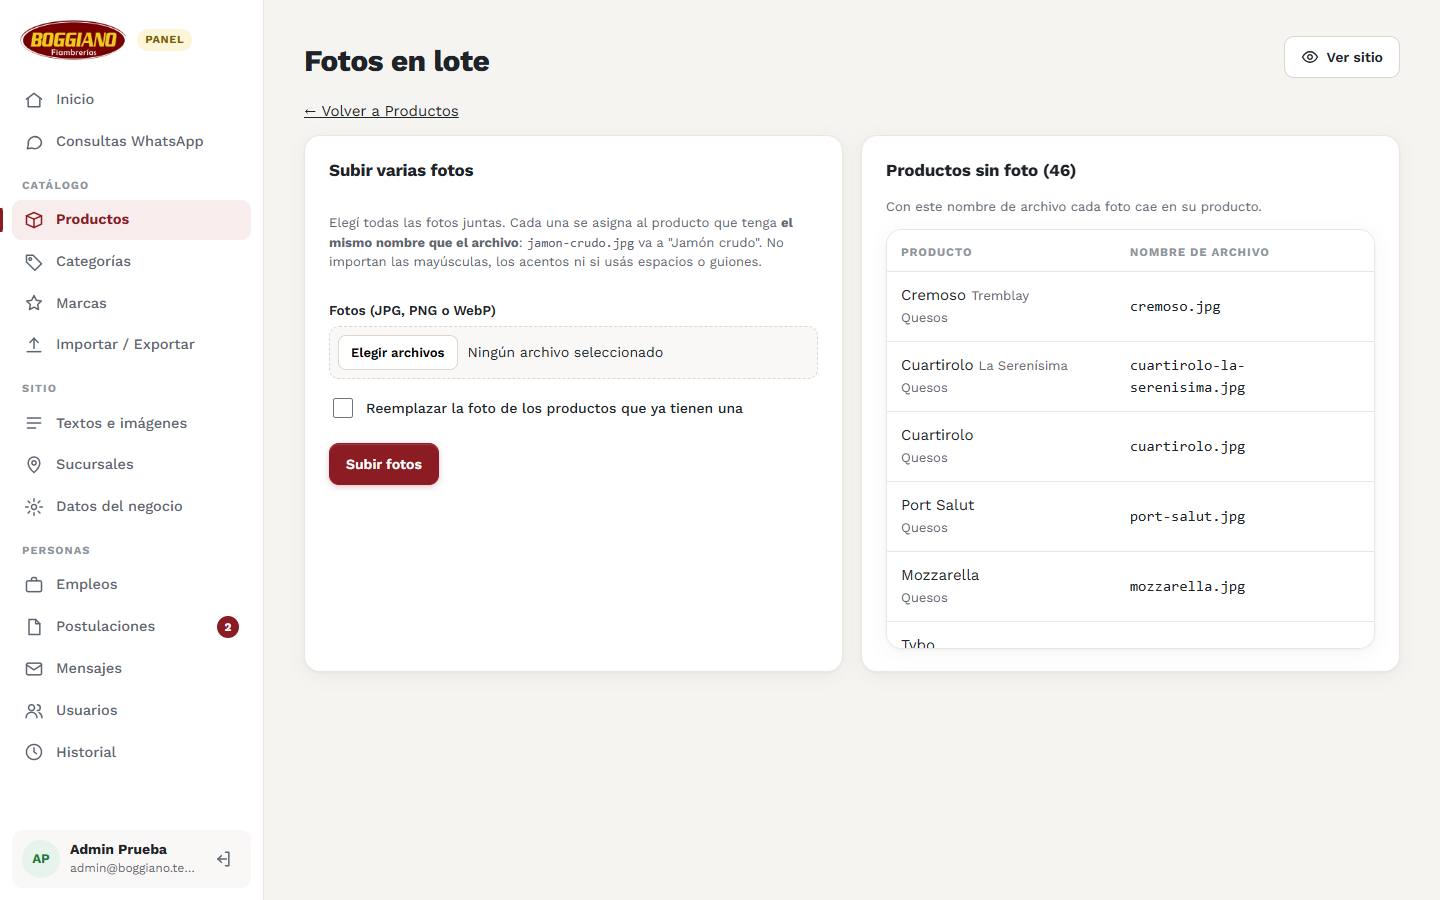 BOGGIANO
Fiambrerías
PANEL
Inicio
Consultas WhatsApp
CATÁLOGO
Productos
Categorías
Marcas
Importar / Exportar
SITIO
Textos e imágenes
Sucursales
Datos del negocio
PERSONAS
Empleos
Postulaciones 2
Mensajes
Usuarios
Historial
AP
Admin Prueba
admin@boggiano.te...
Fotos en lote
Ver sitio
← Volver a Productos
Subir varias fotos
Elegí todas las fotos juntas. Cada una se asigna al producto que tenga el
mismo nombre que el archivo: jamon-crudo.jpg va a "Jamón crudo". No
importan las mayúsculas, los acentos ni si usás espacios o guiones.
Fotos (JPG, PNG o WebP)
Elegir archivos Ningún archivo seleccionado
Reemplazar la foto de los productos que ya tienen una
Subir fotos
Productos sin foto (46)
Con este nombre de archivo cada foto cae en su producto.
PRODUCTO NOMBRE DE ARCHIVO
Cremoso Tremblay
Quesos
cremoso.jpg
Cuartirolo La Serenísima
Quesos
cuartirolo-la-
serenisima.jpg
Cuartirolo
Quesos
cuartirolo.jpg
Port Salut
Quesos
port-salut.jpg
Mozzarella
Quesos
mozzarella.jpg
Tybo